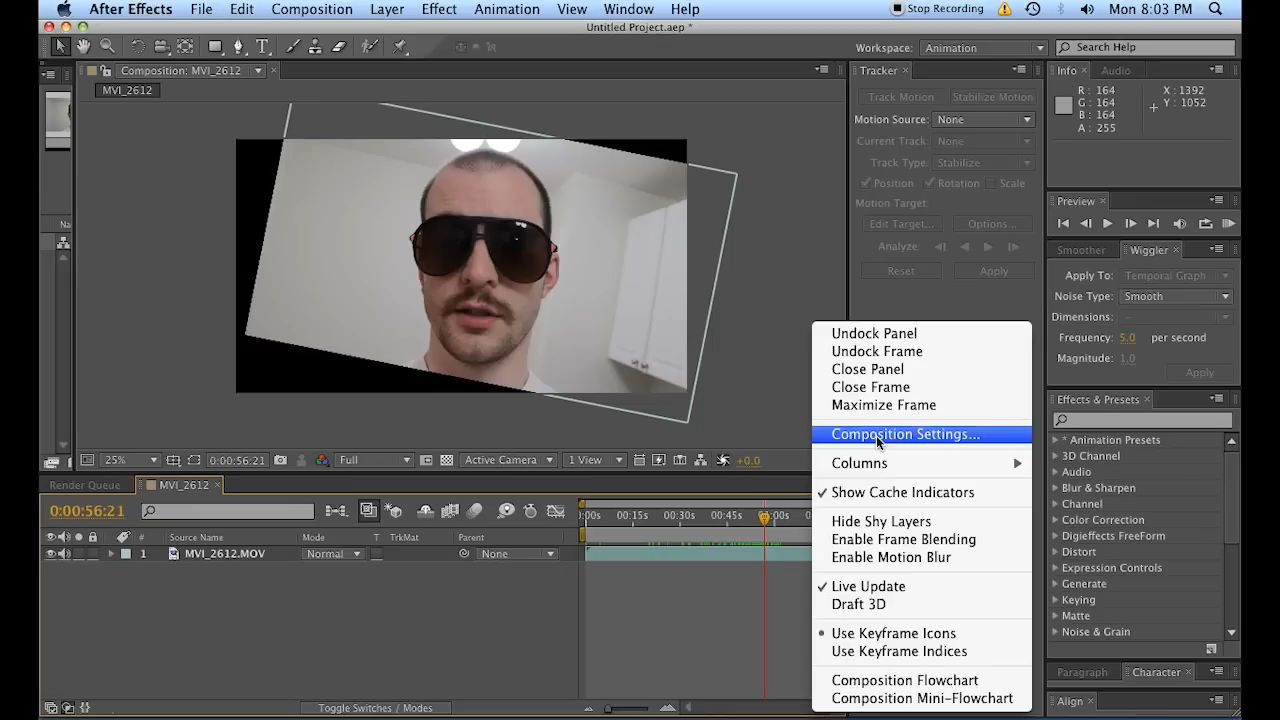 After Effects File Edit Composition Layer Effect Animation View Window Help Stop Recording Mon 8:03 PM
Untitled Project.aep *
Workspace: Animation Search Help
Composition: MVI_2612
MVI_2612
Tracker
Track Motion Stabilize Motion
Motion Source: None
Current Track: None
Track Type: Stabilize
Position Rotation Scale
Motion Target:
Edit Target... Options...
Analyze:
Reset Apply
Info Audio
R : 164 X : 1392
G : 164 Y : 1052
B : 164
A : 255
Preview
Smoother Wiggler
Apply To: Temporal Graph
Noise Type: Smooth
Dimensions: –
Frequency: 5.0 per second
Magnitude: 1.0
Apply
Effects & Presets
* Animation Presets
3D Channel
Audio
Blur & Sharpen
Channel
Color Correction
Digieffects FreeForm
Distort
Expression Controls
Generate
Keying
Matte
Noise & Grain
Paragraph Character
Align
Na
25% 0:00:56:21 Full Active Camera 1 View +0.0
Render Queue MVI_2612
0:00:56:21
:00s 00:15s 00:30s 00:45s 01:00s
# Source Name Mode T TrkMat Parent
1 MVI_2612.MOV Normal None
Toggle Switches / Modes
Undock Panel
Undock Frame
Close Panel
Close Frame
Maximize Frame
Composition Settings...
Columns
Show Cache Indicators
Hide Shy Layers
Enable Frame Blending
Enable Motion Blur
Live Update
Draft 3D
Use Keyframe Icons
Use Keyframe Indices
Composition Flowchart
Composition Mini-Flowchart